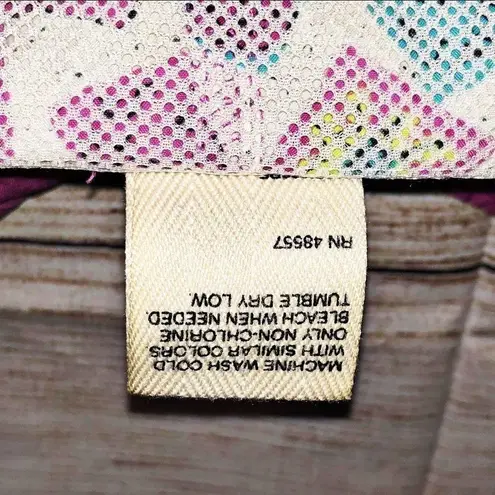 MACHINE WASH COLD
WITH SIMILAR COLORS
ONLY NON-CHLORINE
BLEACH WHEN NEEDED.
TUMBLE DRY LOW.
RN 48557